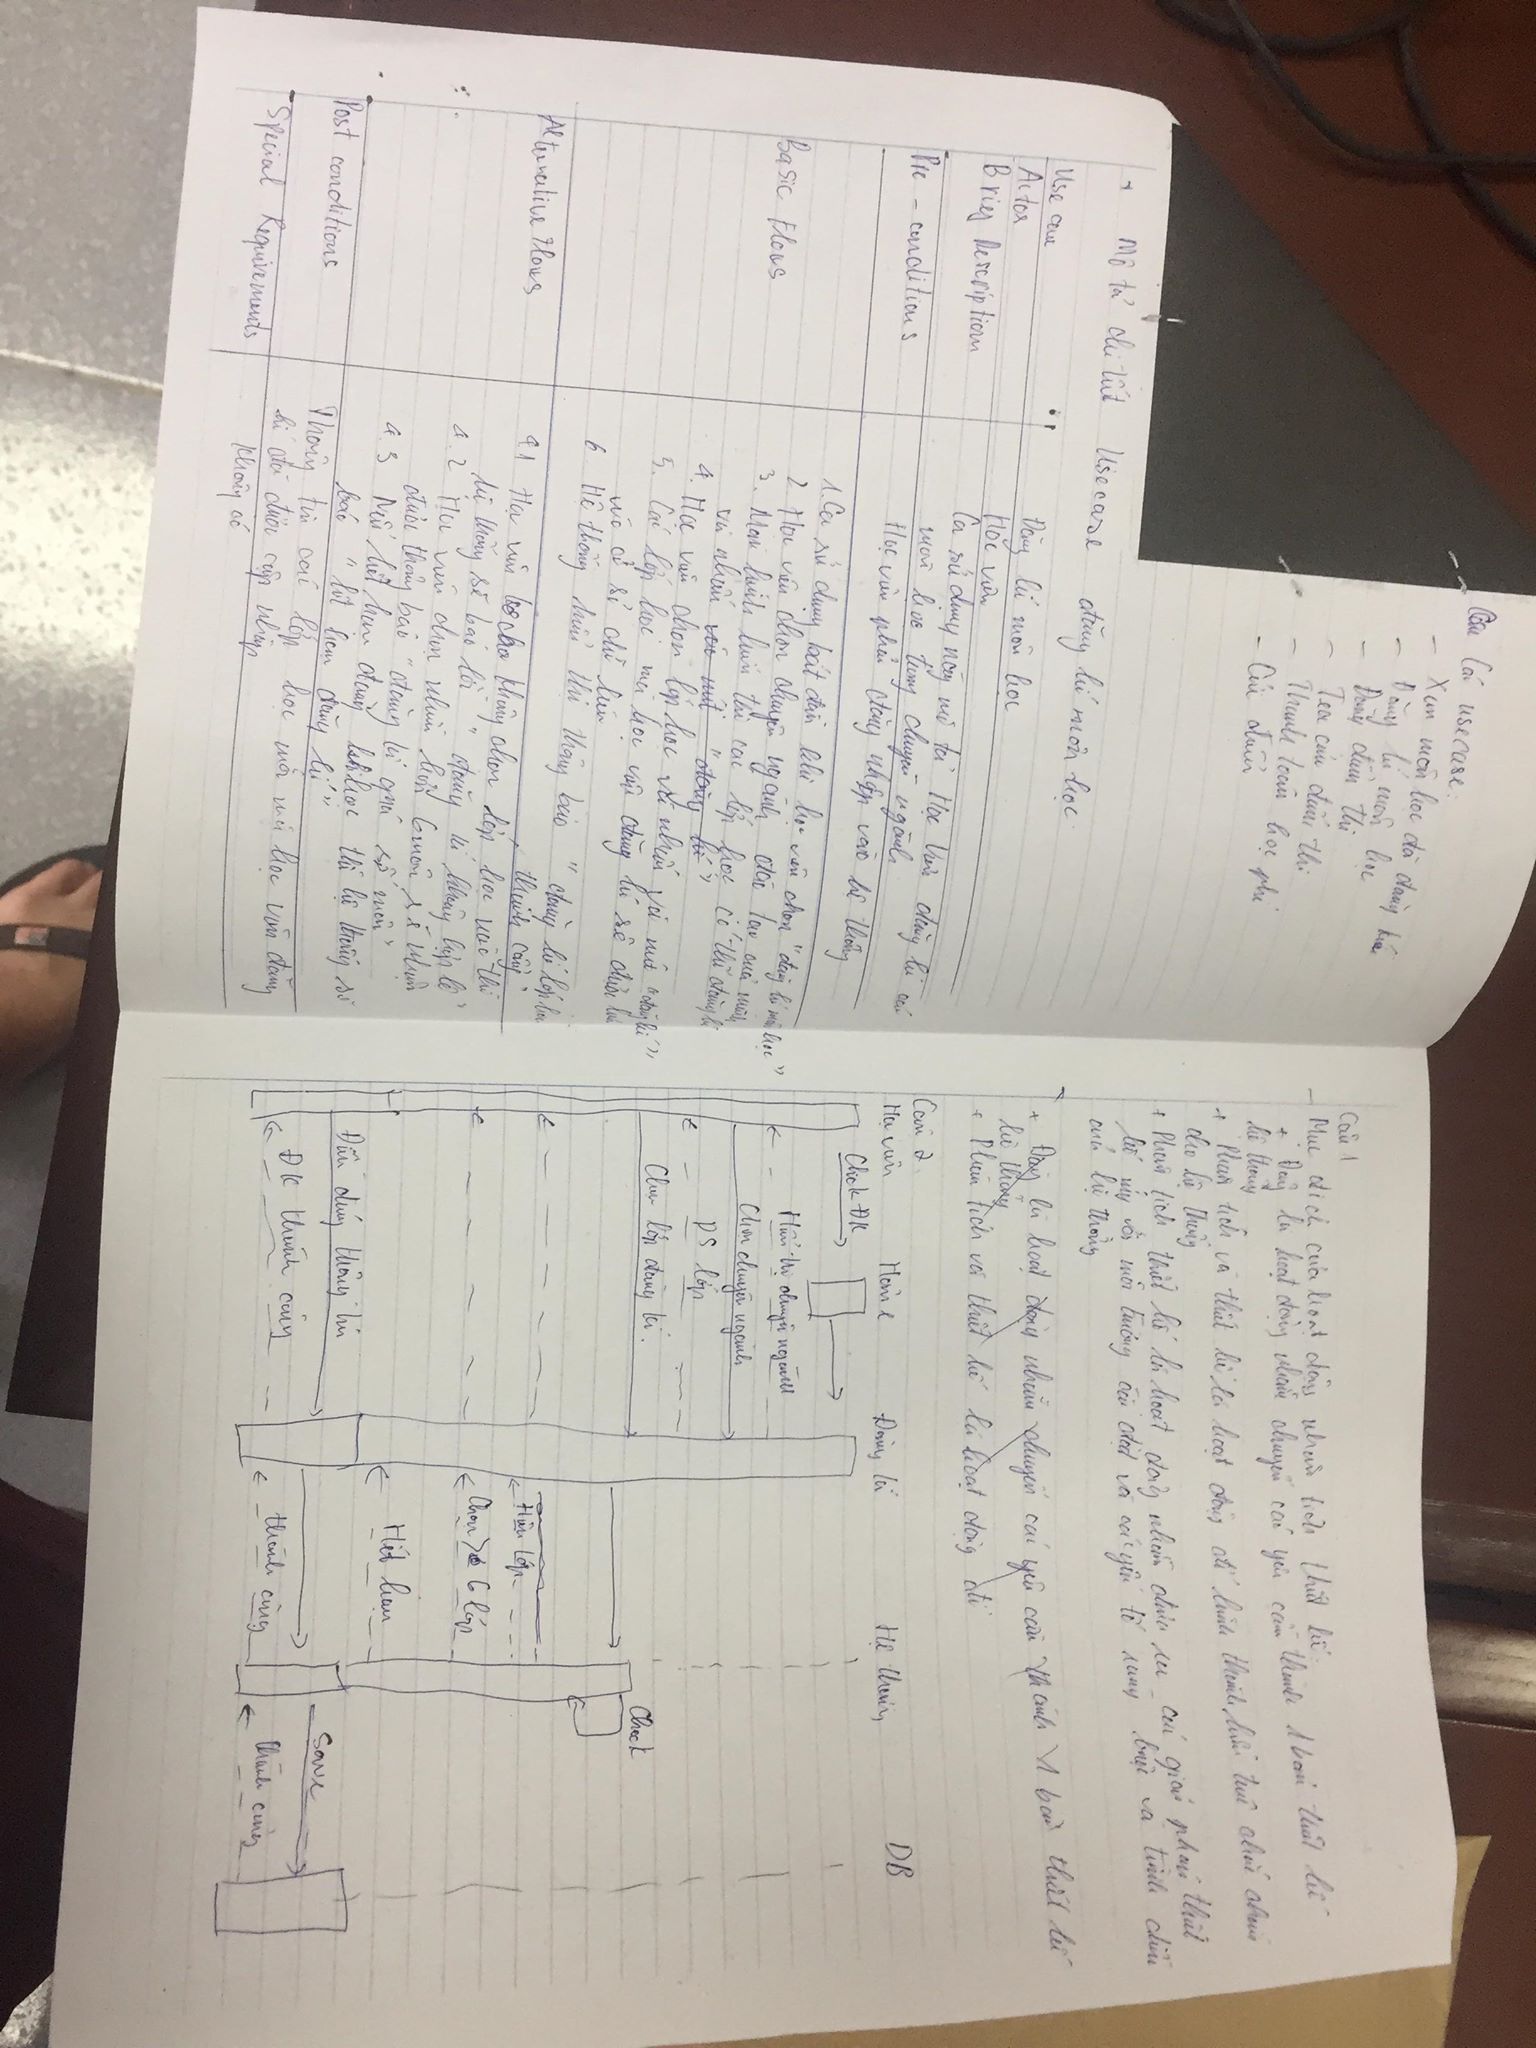 Các usecase:
- Xem môn học đã đăng kí
- Đăng kí môn học
- Đăng điểm thi
- Tra cứu điểm thi
- Thanh toán học phí
- Sửa điểm
+ Mô tả chi tiết Usecase đăng kí môn học:
Use case
Đăng kí môn học
Actor
Học viên
Brief Description
Ca sử dụng này mô tả Học Viên đăng kí các
môn học trong chuyên ngành
Pre - conditions
Học viên phải đăng nhập vào hệ thống
Basic Flows
1. Ca sử dụng bắt đầu khi học viên chọn "đăng kí môn học"
2. Học viên chọn chuyên ngành đào tạo của mình
3. Màn hình hiển thị các lớp học có thể đăng kí
và nhấn vào nút "đăng kí"
4. Học viên chọn lớp học và nhấn vào nút "đăng kí"
5. Các lớp học mà học viên đăng kí sẽ được lưu
vào cơ sở dữ liệu
6. Hệ thống hiển thị thông báo "đăng kí lớp học
thành công"
Alternative Flows
4.1 Học viên không chọn lớp học nào thì
hệ thống sẽ báo lỗi "đăng kí không hợp lệ"
4.2 Học viên chọn nhiều hơn 6 môn sẽ nhận
được thông báo "đăng kí quá số môn"
4.3 Nếu hết hạn đăng kí học thì hệ thống sẽ
báo "hết hạn đăng kí"
Post conditions
Thông tin các lớp học mới mà học viên đăng
kí đã được cập nhập
Special Requirements
Không có
Câu 1
- Mục đích của hoạt động phân tích thiết kế:
+ Đây là hoạt động nhằm chuyển các yêu cầu thành 1 bản thiết kế
hệ thống
+ Phân tích và thiết kế là hoạt động để hình thành kiến trúc chắc chắn
cho hệ thống
+ Phân tích thiết kế là hoạt động nhằm đưa ra các giải pháp thiết
kế này với môi trường cài đặt và các yếu tố ràng buộc và tính chất
của hệ thống
+ Đây là hoạt động nhằm chuyển các yêu cầu thành 1 bản thiết kế
hệ thống
+ Phân tích và thiết kế là hoạt động để
Câu 2
Học viên Home Đăng kí Hệ thống DB
Click ĐK
Hiển thị chuyên ngành
Chọn chuyên ngành
DS lớp
Chọn lớp đăng kí.
Check
lớp
Chọn > 6 lớp
Hết hạn
Điền đúng thông tin
Save
ĐK thành công
thành công
thành công